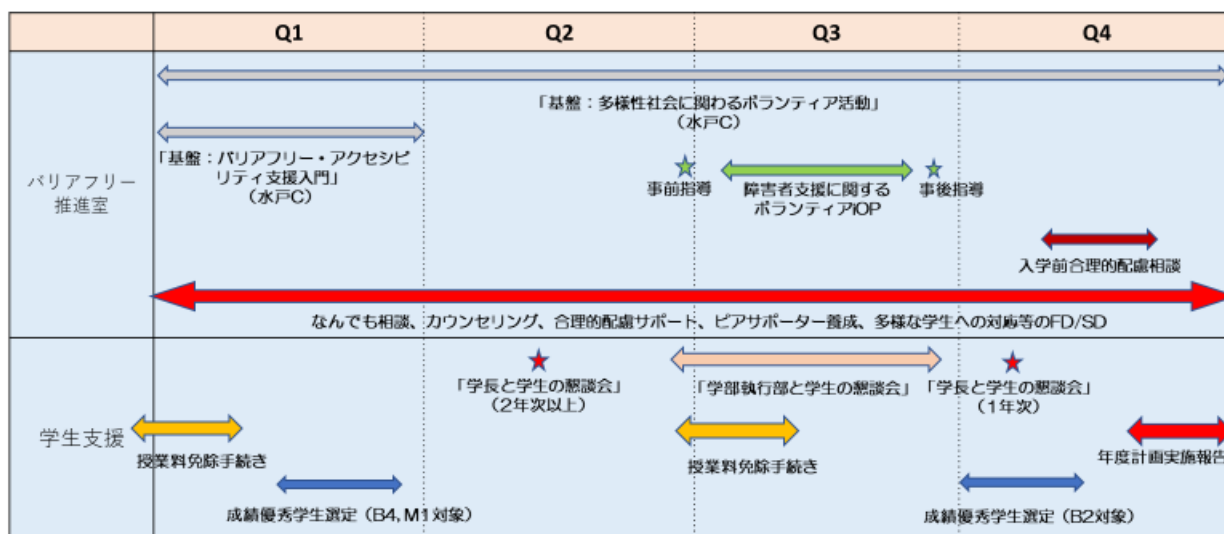 Q1
Q2
Q3
Q4
バリアフリー
推進室
「基盤：多様性社会に関わるボランティア活動」
（水戸C）
「基盤：バリアフリー・アクセシビ
リティ支援入門」
（水戸C）
事前指導
障害者支援に関する
ボランティアiOP
事後指導
入学前合理的配慮相談
なんでも相談、カウンセリング、合理的配慮サポート、ピアサポーター養成、多様な学生への対応等のFD/SD
学生支援
「学長と学生の懇談会」
（2年次以上）
「学部執行部と学生の懇談会」
「学長と学生の懇談会」
（1年次）
授業料免除手続き
授業料免除手続き
年度計画実施報告
成績優秀学生選定（B4, M1対象）
成績優秀学生選定（B2対象）